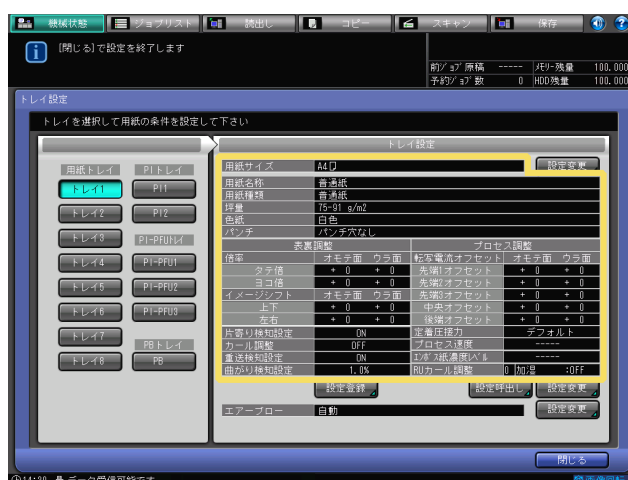 機械状態 ジョブリスト 読出し コピー スキャン 保存
[閉じる]で設定を終了します
前ｼﾞｮﾌﾞ原稿 ----- ﾒﾓﾘｰ残量 100.000
予約ｼﾞｮﾌﾞ数 0 HDD残量 100.000
トレイ設定
トレイを選択して用紙の条件を設定して下さい
トレイ設定
用紙トレイ PIトレイ
トレイ1 PI1
トレイ2 PI2
トレイ3 PI-PFUﾄﾚｲ
トレイ4 PI-PFU1
トレイ5 PI-PFU2
トレイ6 PI-PFU3
トレイ7 PBトレイ
トレイ8 PB
用紙サイズ A4 設定変更
用紙名称 普通紙
用紙種類 普通紙
坪量 75-91 g/m2
色紙 白色
パンチ パンチ穴なし
表裏調整 プロセス調整
倍率 オモテ面 ウラ面 転写電流オフセット オモテ面 ウラ面
タテ倍 + 0 + 0 先端1オフセット + 0 + 0
ヨコ倍 + 0 + 0 先端2オフセット + 0 + 0
イメージシフト オモテ面 ウラ面 先端3オフセット + 0 + 0
上下 + 0 + 0 中央オフセット + 0 + 0
左右 + 0 + 0 後端オフセット + 0 + 0
片寄り検知設定 ON 定着圧接力 デフォルト
カール調整 OFF プロセス速度 -----
重送検知設定 ON ｴﾝﾎﾞｽ紙濃度ﾚﾍﾞﾙ -----
曲がり検知設定 1.0% RUカール調整 0 加湿 :OFF
設定登録 設定呼出し 設定変更
エアーブロー 自動 設定変更
閉じる
14:20 データ受信可能です 画像回転